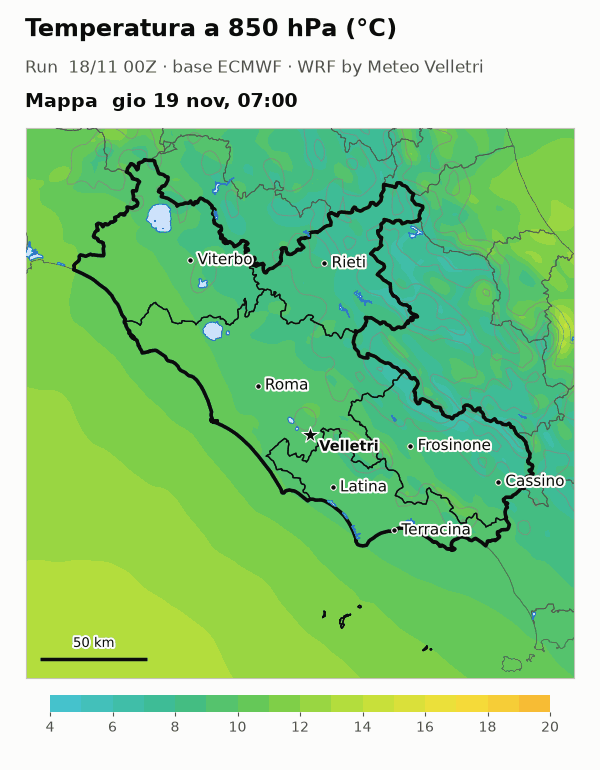 Temperatura a 850 hPa (°C)
Run  18/11 00Z · base ECMWF · WRF by Meteo Velletri
Mappa  gio 19 nov, 07:00
Viterbo
Rieti
Roma
Velletri
Frosinone
Latina
Cassino
Terracina
50 km
4 6 8 10 12 14 16 18 20